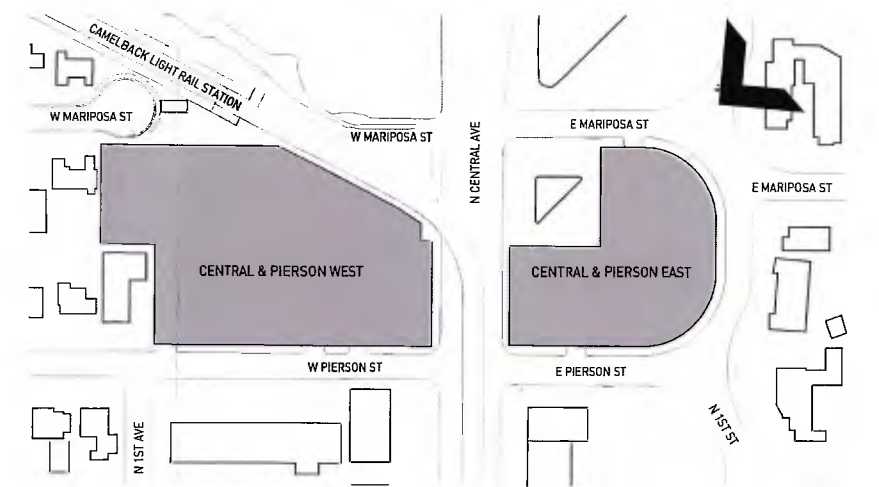 CAMELBACK LIGHT RAIL STATION
W MARIPOSA ST
W MARIPOSA ST
N CENTRAL AVE
E MARIPOSA ST
E MARIPOSA ST
CENTRAL & PIERSON WEST
CENTRAL & PIERSON EAST
W PIERSON ST
E PIERSON ST
N 1ST AVE
N 1ST ST